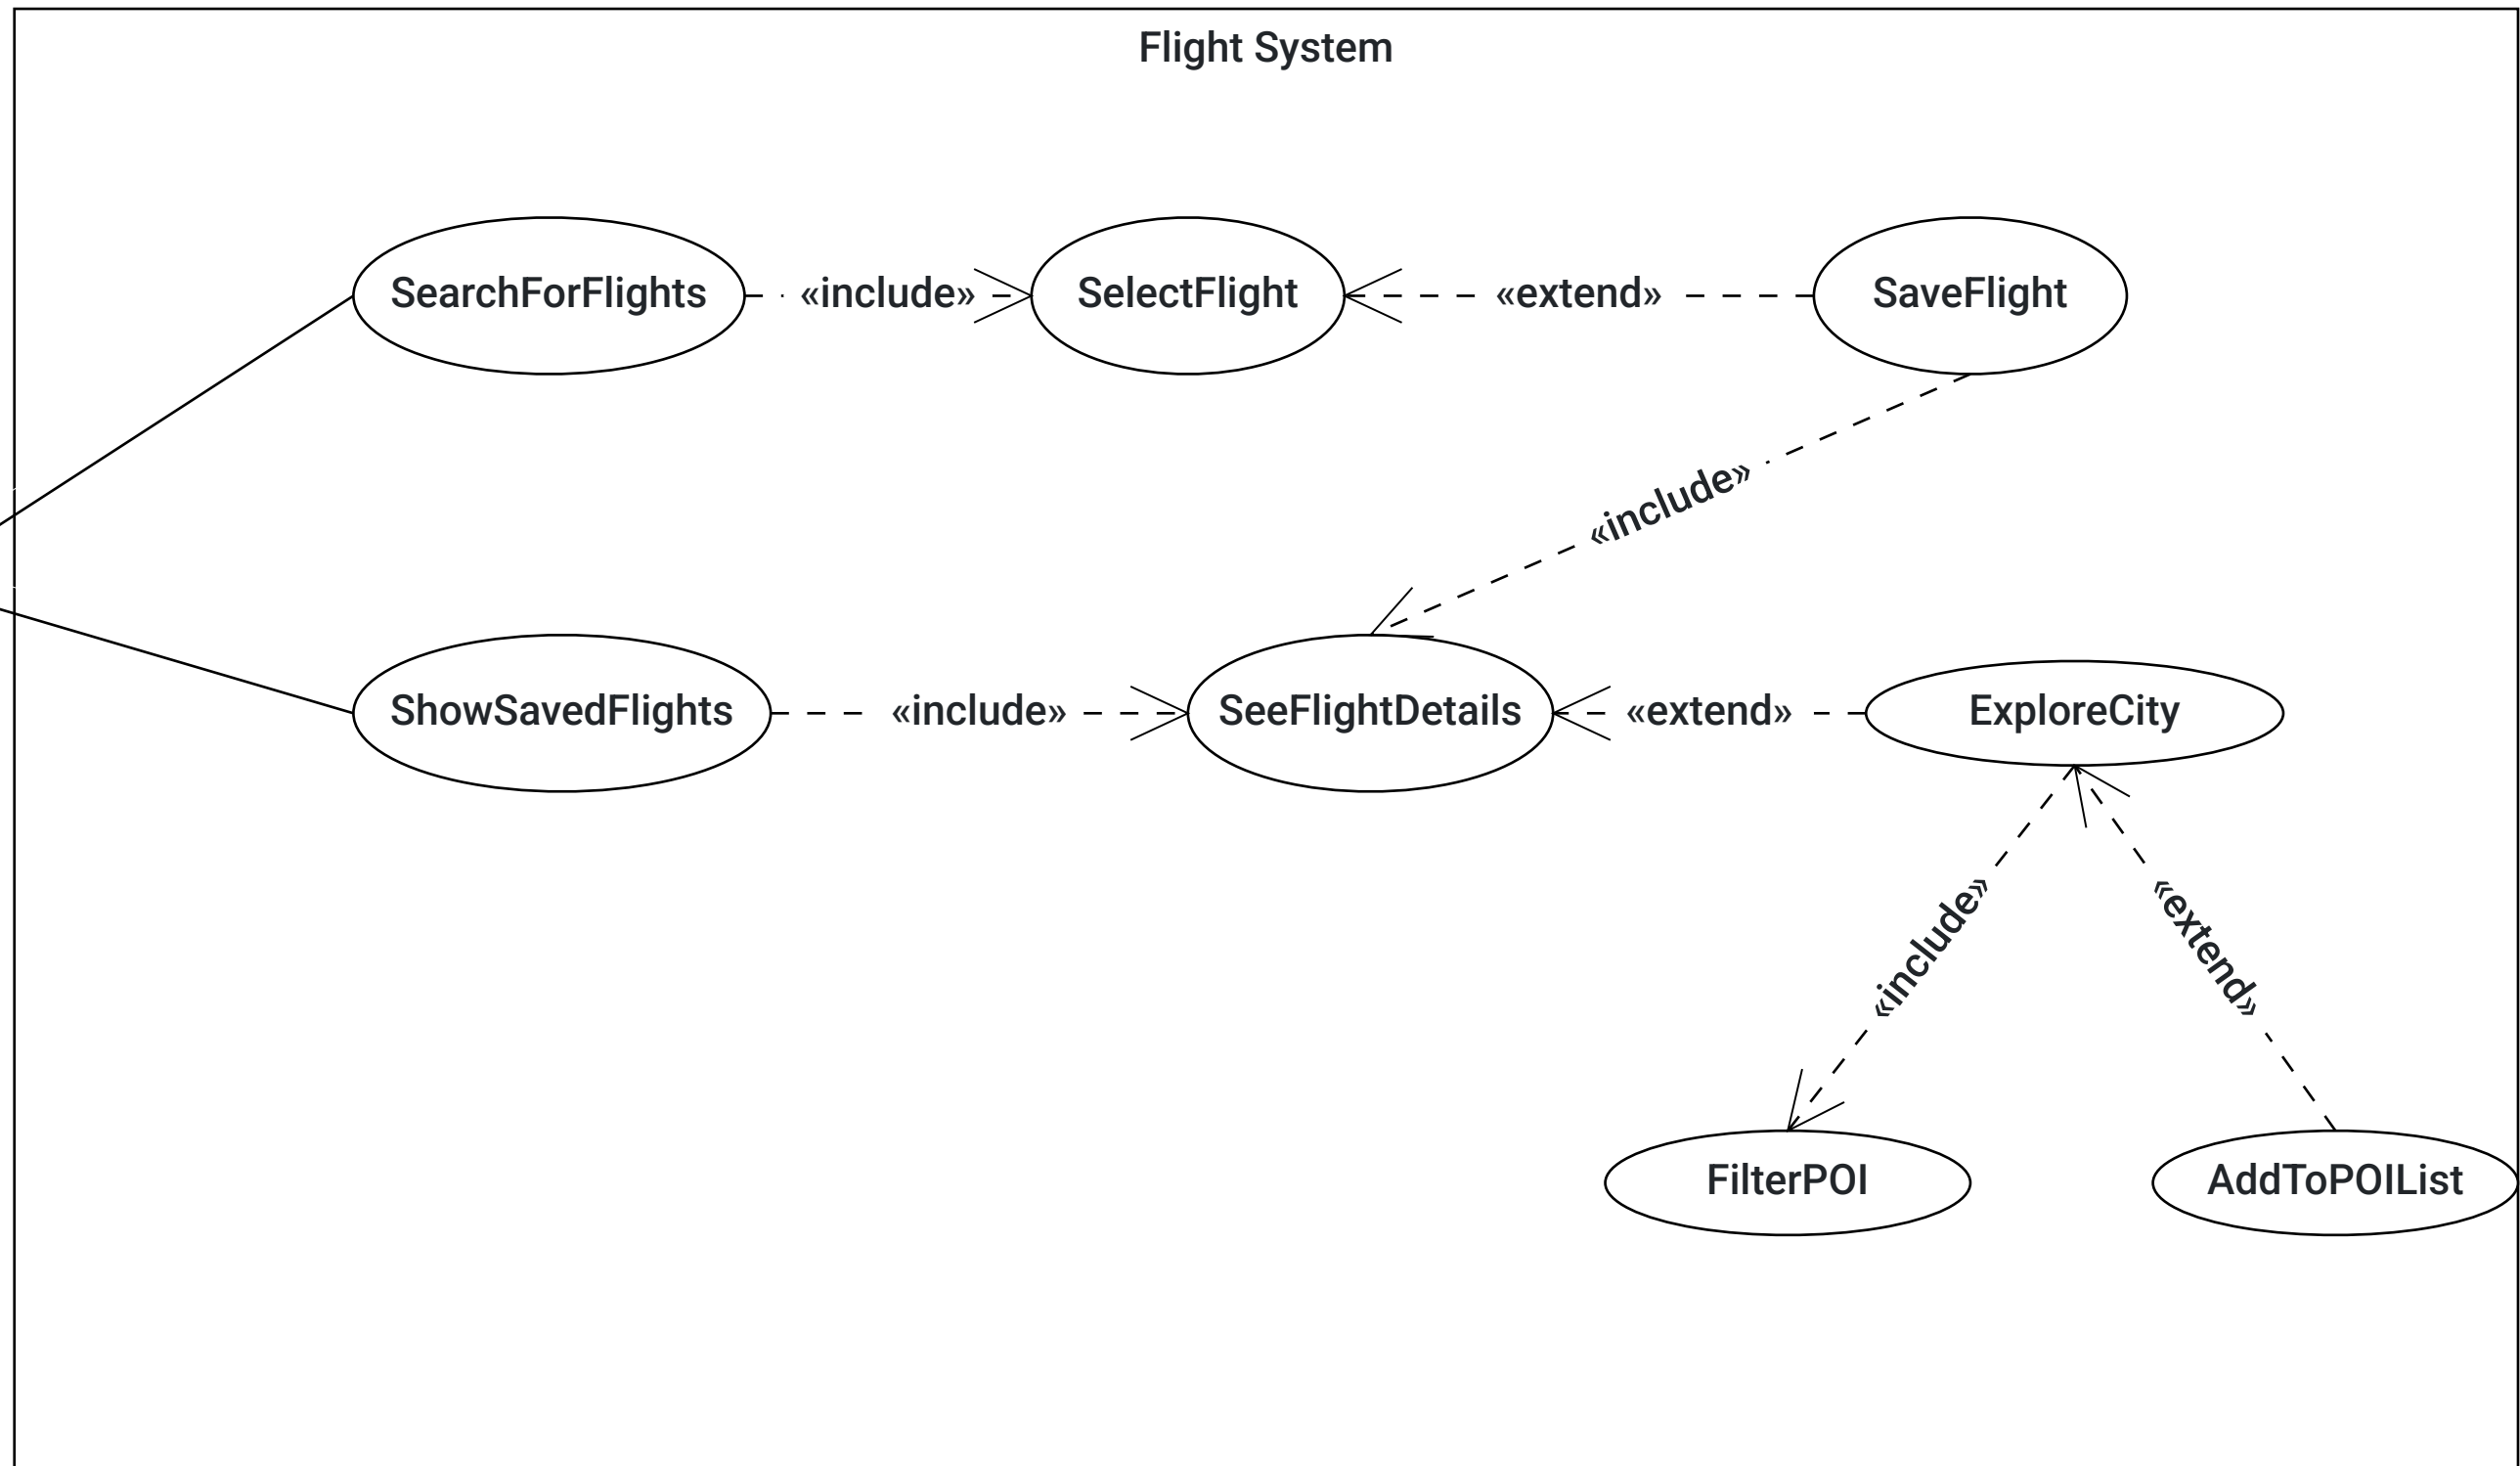 Flight System
SearchForFlights
«include»
SelectFlight
«extend»
SaveFlight
«include»
ShowSavedFlights
«include»
SeeFlightDetails
«extend»
ExploreCity
«include»
«extend»
FilterPOI
AddToPOIList